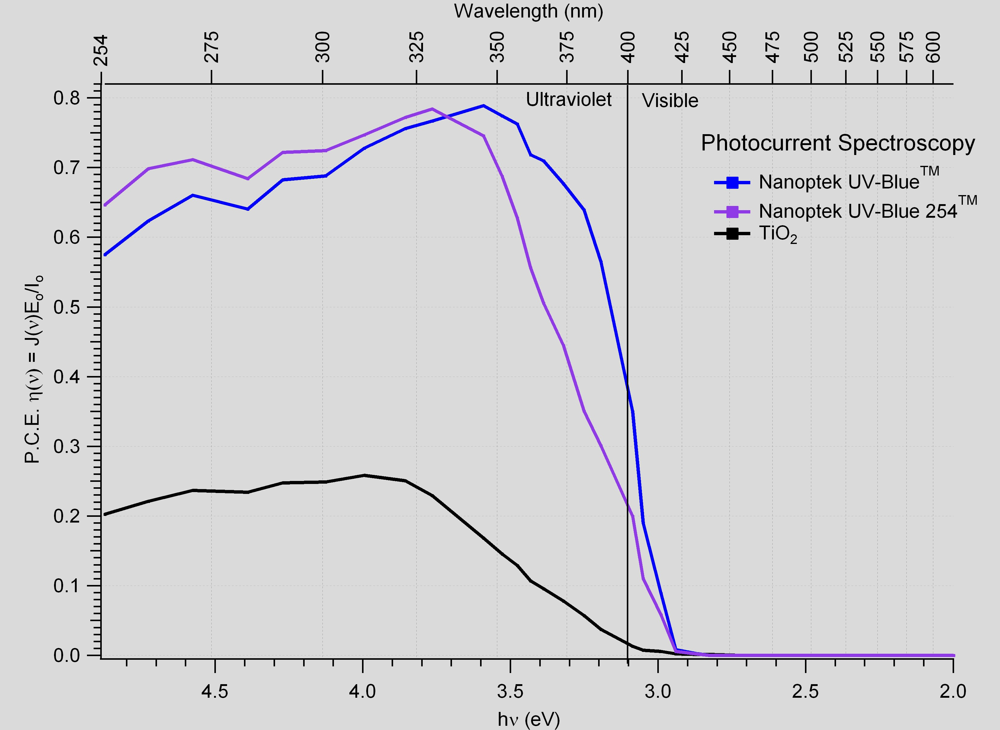 Wavelength (nm)
254 275 300 325 350 375 400 425 450 475 500 525 550 575 600
Ultraviolet Visible
Photocurrent Spectroscopy
Nanoptek UV-Blue™
Nanoptek UV-Blue 254™
TiO₂
P.C.E. η(ν) = J(ν)Eₒ/Iₒ
0.8
0.7
0.6
0.5
0.4
0.3
0.2
0.1
0.0
4.5 4.0 3.5 3.0 2.5 2.0
hν (eV)